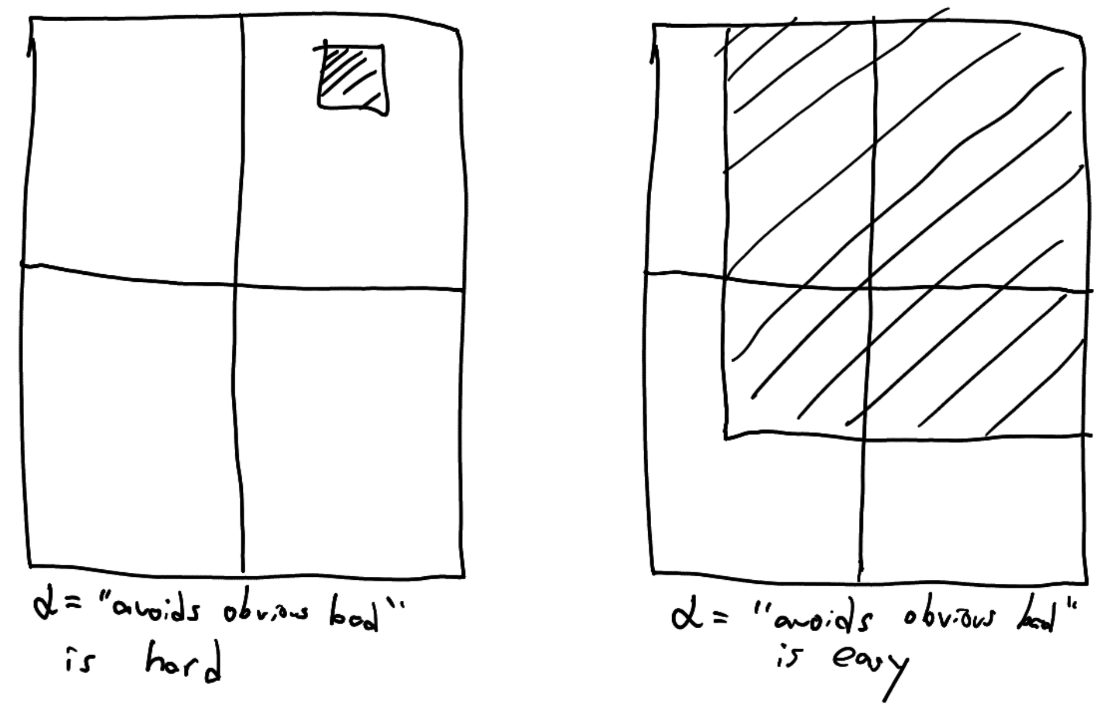 α = "avoids obvious bad"
is hard
α = "avoids obvious bad"
is easy